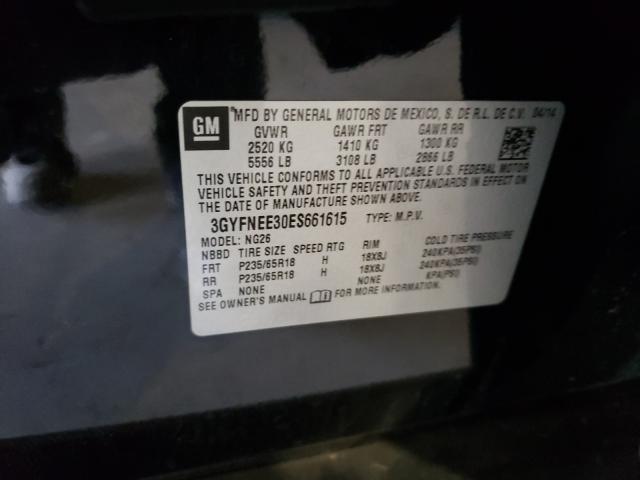 GM
MFD BY GENERAL MOTORS DE MEXICO, S. DE R.L. DE C.V. 04/14
GVWR GAWR FRT GAWR RR
2520 KG 1410 KG 1300 KG
5556 LB 3108 LB 2866 LB
THIS VEHICLE CONFORMS TO ALL APPLICABLE U.S. FEDERAL MOTOR
VEHICLE SAFETY AND THEFT PREVENTION STANDARDS IN EFFECT ON
THE DATE OF MANUFACTURE SHOWN ABOVE.
3GYFNEE30ES661615 TYPE: M.P.V.
MODEL: NG26
NBBD TIRE SIZE SPEED RTG RIM COLD TIRE PRESSURE
FRT P235/65R18 H 18X8J 240KPA(35PSI)
RR P235/65R18 H 18X8J 240KPA(35PSI)
SPA NONE NONE KPA(PSI)
SEE OWNER'S MANUAL FOR MORE INFORMATION.